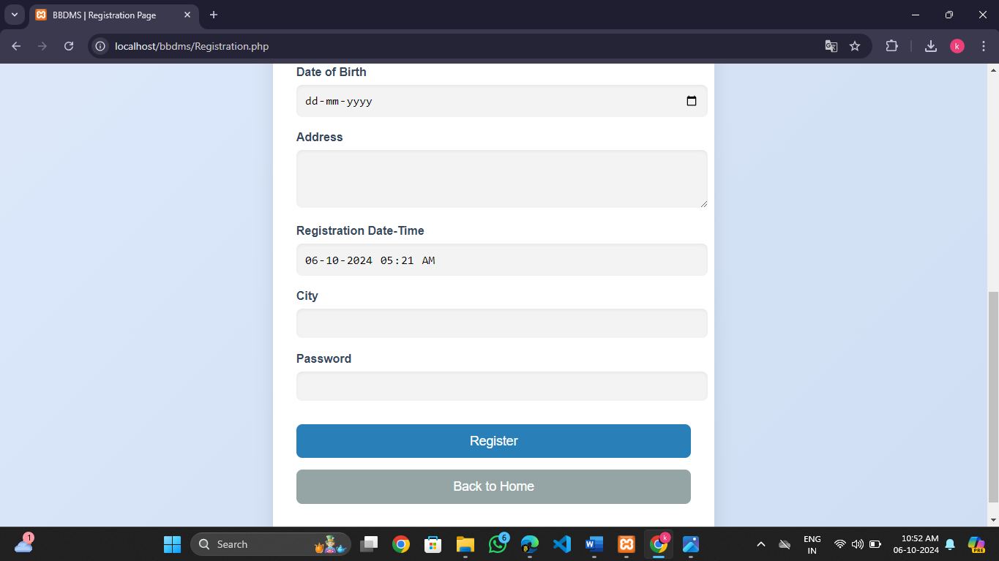 BBDMS | Registration Page
localhost/bbdms/Registration.php
k
Date of Birth
dd-mm-yyyy
Address
Registration Date-Time
06-10-2024 05:21 AM
City
Password
Register
Back to Home
1
Search
6
k
PRE
ENG
IN
10:52 AM
06-10-2024